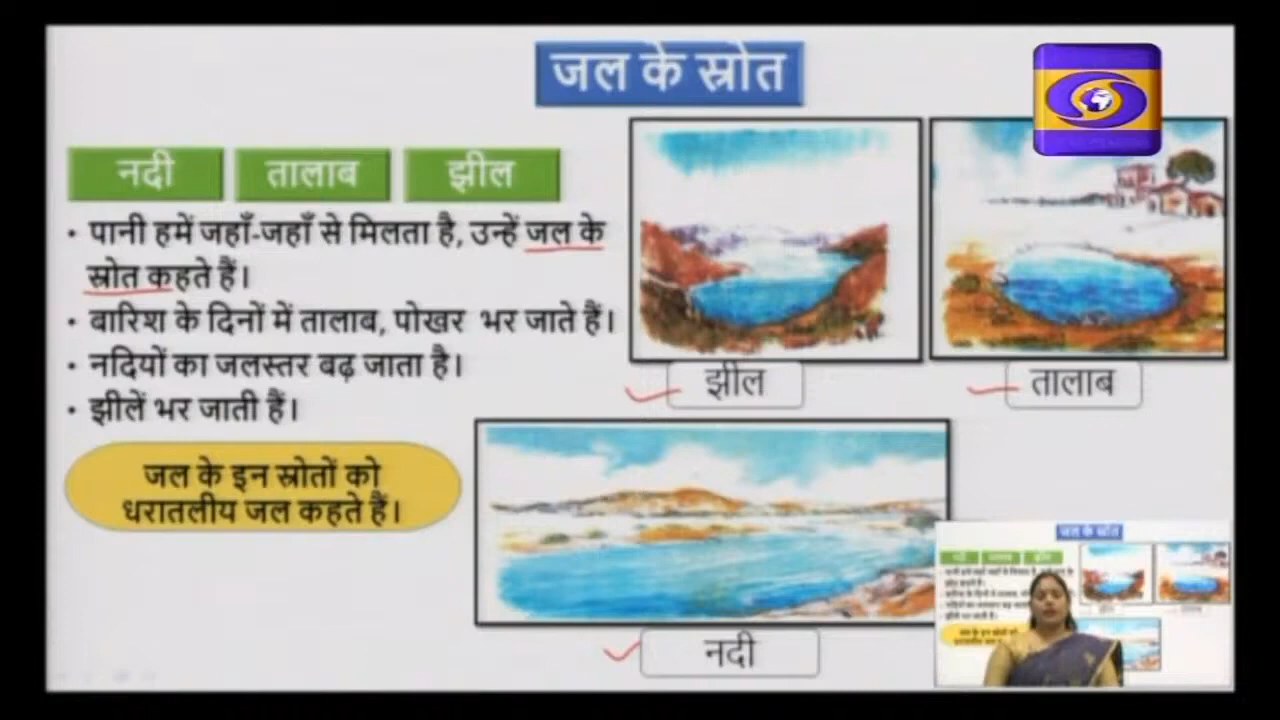 जल के स्रोत
नदी
तालाब
झील
• पानी हमें जहाँ-जहाँ से मिलता है, उन्हें जल के
स्रोत कहते हैं।
• बारिश के दिनों में तालाब, पोखर भर जाते हैं।
• नदियों का जलस्तर बढ़ जाता है।
• झीलें भर जाती हैं।
जल के इन स्रोतों को
धरातलीय जल कहते हैं।
झील
तालाब
नदी
जल के स्रोत